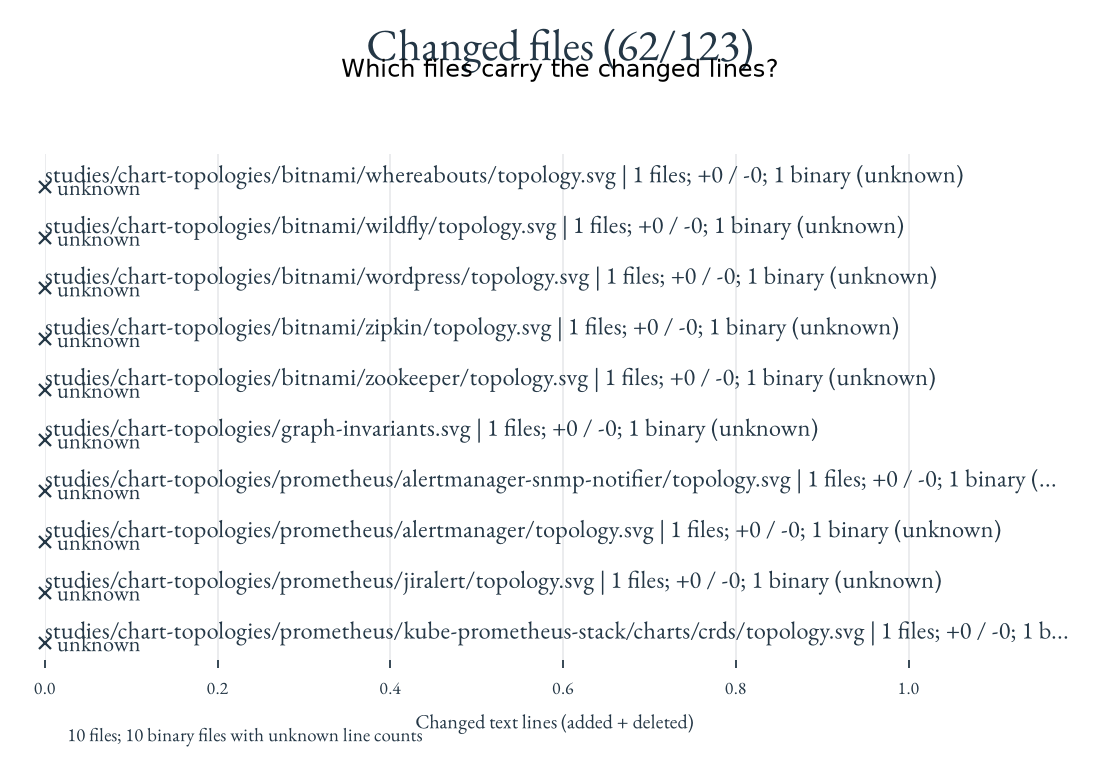 Changed files (62/123)
Which files carry the changed lines?
studies/chart-topologies/bitnami/whereabouts/topology.svg | 1 files; +0 / -0; 1 binary (unknown)
unknown
studies/chart-topologies/bitnami/wildfly/topology.svg | 1 files; +0 / -0; 1 binary (unknown)
unknown
studies/chart-topologies/bitnami/wordpress/topology.svg | 1 files; +0 / -0; 1 binary (unknown)
unknown
studies/chart-topologies/bitnami/zipkin/topology.svg | 1 files; +0 / -0; 1 binary (unknown)
unknown
studies/chart-topologies/bitnami/zookeeper/topology.svg | 1 files; +0 / -0; 1 binary (unknown)
unknown
studies/chart-topologies/graph-invariants.svg | 1 files; +0 / -0; 1 binary (unknown)
unknown
studies/chart-topologies/prometheus/alertmanager-snmp-notifier/topology.svg | 1 files; +0 / -0; 1 binary (...
unknown
studies/chart-topologies/prometheus/alertmanager/topology.svg | 1 files; +0 / -0; 1 binary (unknown)
unknown
studies/chart-topologies/prometheus/jiralert/topology.svg | 1 files; +0 / -0; 1 binary (unknown)
unknown
studies/chart-topologies/prometheus/kube-prometheus-stack/charts/crds/topology.svg | 1 files; +0 / -0; 1 b...
unknown
0.0 0.2 0.4 0.6 0.8 1.0
Changed text lines (added + deleted)
10 files; 10 binary files with unknown line counts